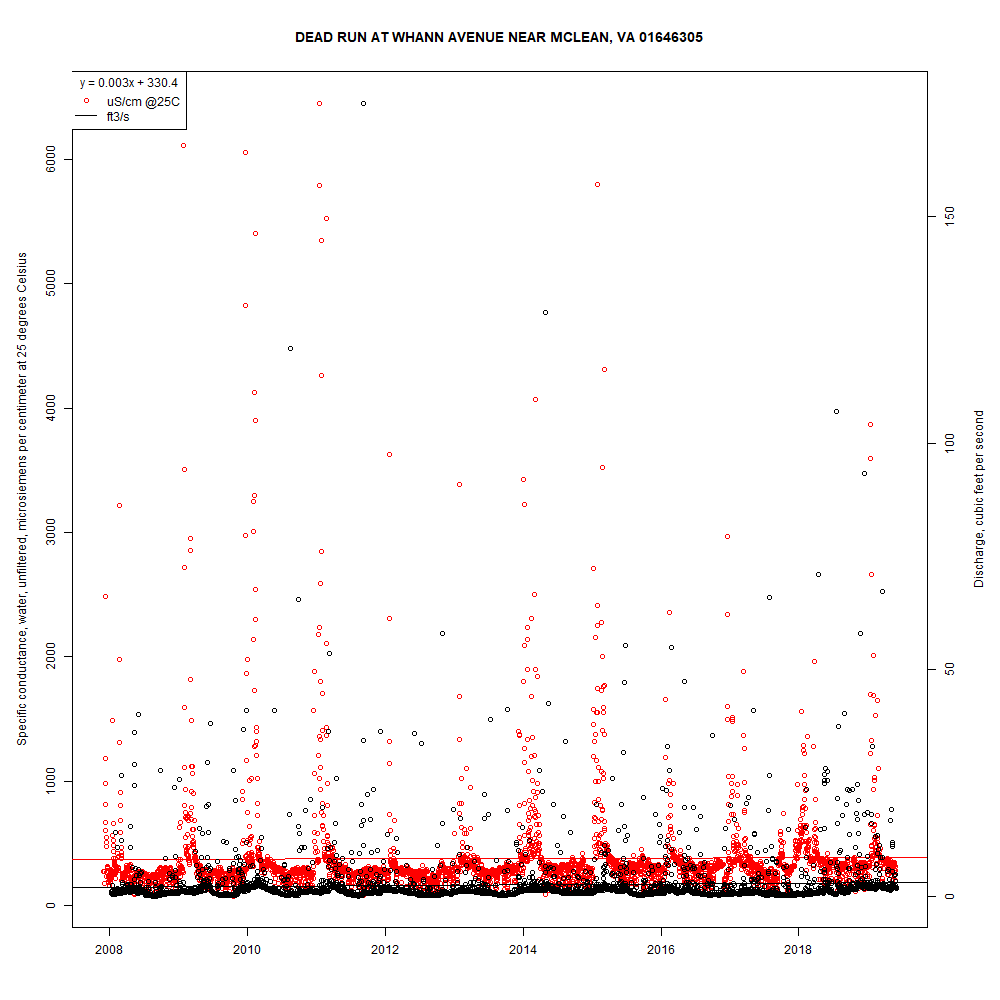 DEAD RUN AT WHANN AVENUE NEAR MCLEAN, VA 01646305
y = 0.003x + 330.4
uS/cm @25C
ft3/s
Specific conductance, water, unfiltered, microsiemens per centimeter at 25 degrees Celsius
6000
5000
4000
3000
2000
1000
0
150
100
50
0
Discharge, cubic feet per second
2008
2010
2012
2014
2016
2018